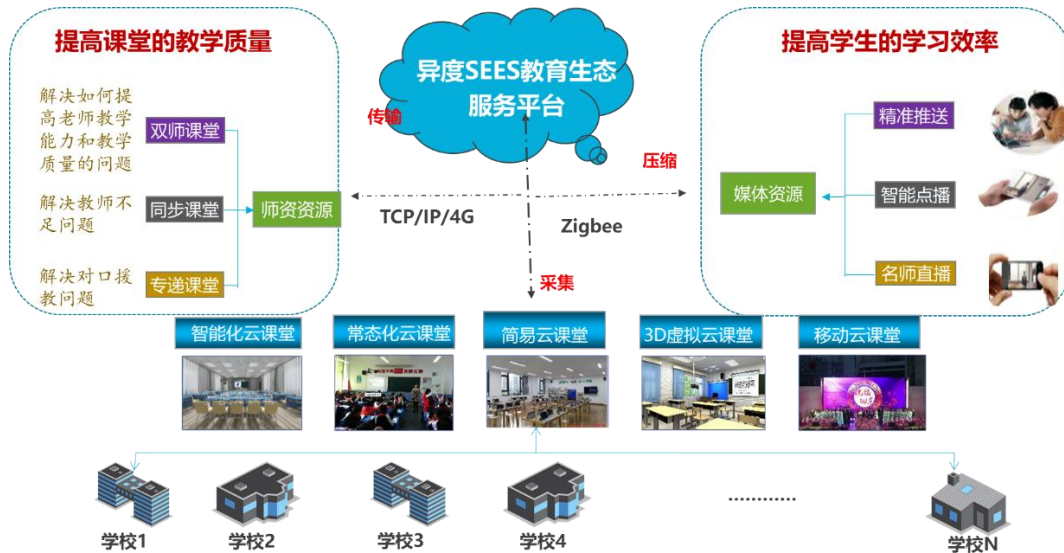 提高课堂的教学质量
解决如何提
高老师教学
能力和教学
质量的问题
双师课堂
解决教师不
足问题
同步课堂
解决对口援
教问题
专递课堂
师资资源
异度SEES教育生态
服务平台
传输
压缩
TCP/IP/4G
Zigbee
采集
提高学生的学习效率
媒体资源
精准推送
智能点播
名师直播
智能化云课堂
常态化云课堂
简易云课堂
3D虚拟云课堂
移动云课堂
学校1
学校2
学校3
学校4
............
学校N